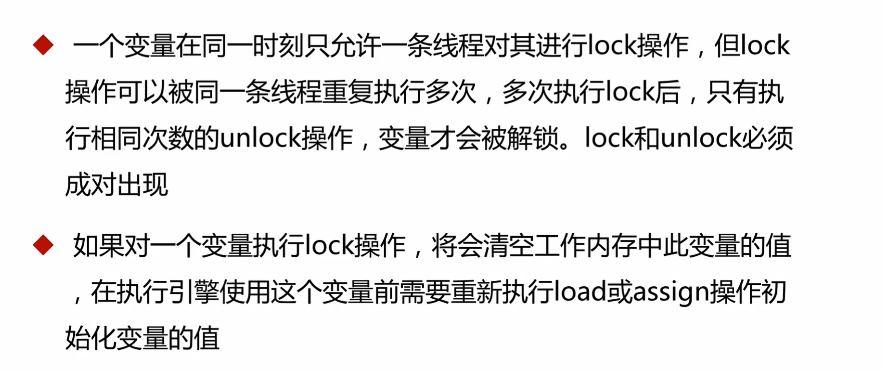 一个变量在同一时刻只允许一条线程对其进行lock操作，但lock
操作可以被同一条线程重复执行多次，多次执行lock后，只有执
行相同次数的unlock操作，变量才会被解锁。lock和unlock必须
成对出现
如果对一个变量执行lock操作，将会清空工作内存中此变量的值
，在执行引擎使用这个变量前需要重新执行load或assign操作初
始化变量的值